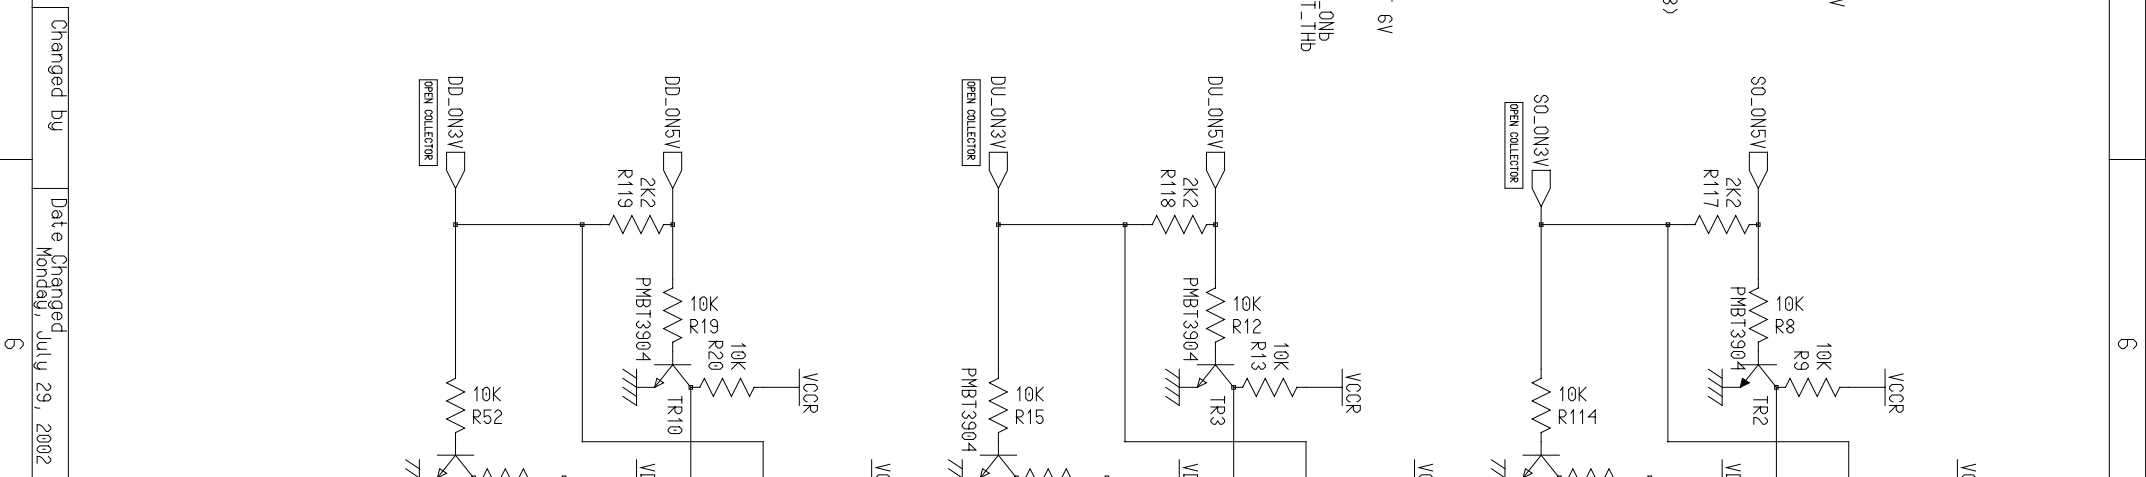 Changed by
Date Changed
Monday, July 29, 2002
6
DD_ON3V
OPEN COLLECTOR
DD_ON5V
2K2
R119
10K
R19
PMBT3904
10K
R20
TR10
VCCR
10K
R52
DU_ON3V
OPEN COLLECTOR
DU_ON5V
2K2
R118
10K
R12
PMBT3904
10K
R13
TR3
VCCR
10K
R15
PMBT3904
_ONb
T_THb
6V
SO_ON3V
OPEN COLLECTOR
SO_ON5V
2K2
R117
10K
R8
PMBT3904
10K
R9
TR2
VCCR
10K
R114
6